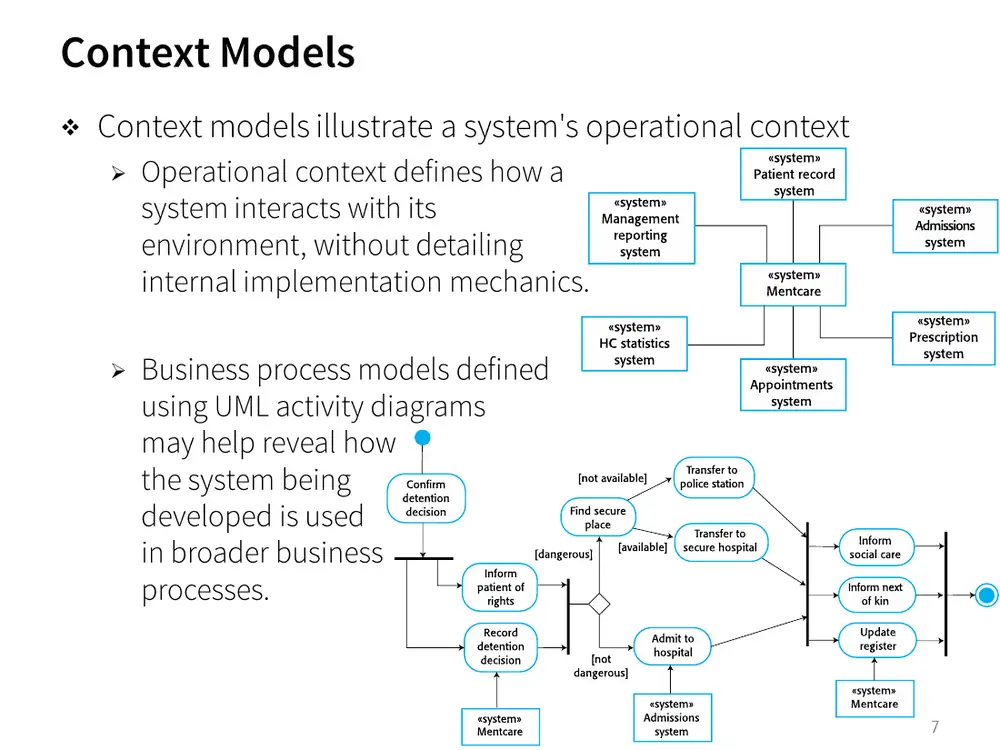 Context Models
❖ Context models illustrate a system's operational context
➢ Operational context defines how a
system interacts with its
environment, without detailing
internal implementation mechanics.
«system»
Patient record
system
«system»
Management
reporting
system
«system»
Admissions
system
«system»
Mentcare
«system»
HC statistics
system
«system»
Prescription
system
«system»
Appointments
system
➢ Business process models defined
using UML activity diagrams
may help reveal how
the system being
developed is used
in broader business
processes.
Confirm
detention
decision
Inform
patient of
rights
Record
detention
decision
«system»
Mentcare
[dangerous]
[not
dangerous]
Find secure
place
[not available]
[available]
Transfer to
police station
Transfer to
secure hospital
Admit to
hospital
«system»
Admissions
system
Inform
social care
Inform next
of kin
Update
register
«system»
Mentcare
7